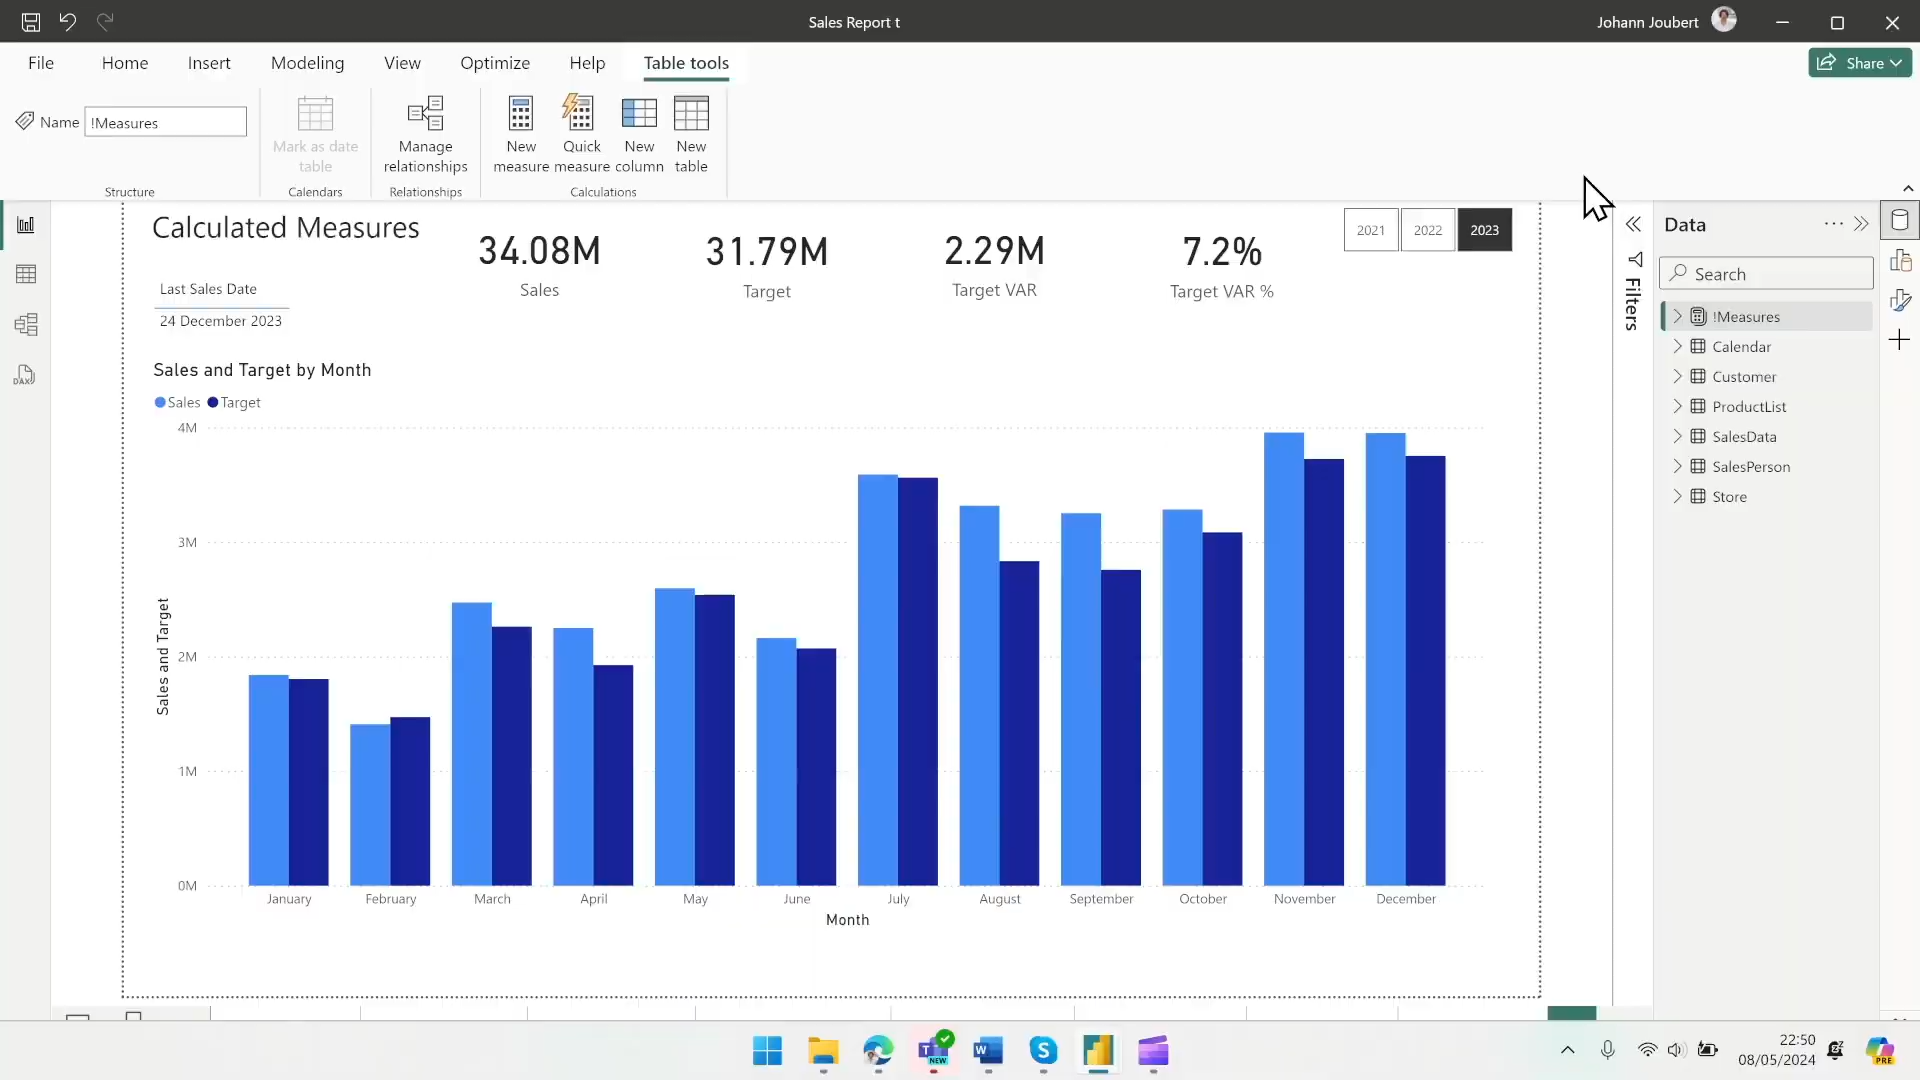 Sales Report t
Johann Joubert
File Home Insert Modeling View Optimize Help Table tools
Share
Name !Measures
Mark as date table
Manage relationships
New measure
Quick measure
New column
New table
Structure Calendars Relationships Calculations
Calculated Measures
34.08M
Sales
31.79M
Target
2.29M
Target VAR
7.2%
Target VAR %
2021 2022 2023
Last Sales Date
24 December 2023
Sales and Target by Month
Sales Target
4M
3M
2M
1M
0M
Sales and Target
January February March April May June July August September October November December
Month
Filters
Data
Search
!Measures
Calendar
Customer
ProductList
SalesData
SalesPerson
Store
DAX
NEW
T
W
S
PRE
22:50
08/05/2024